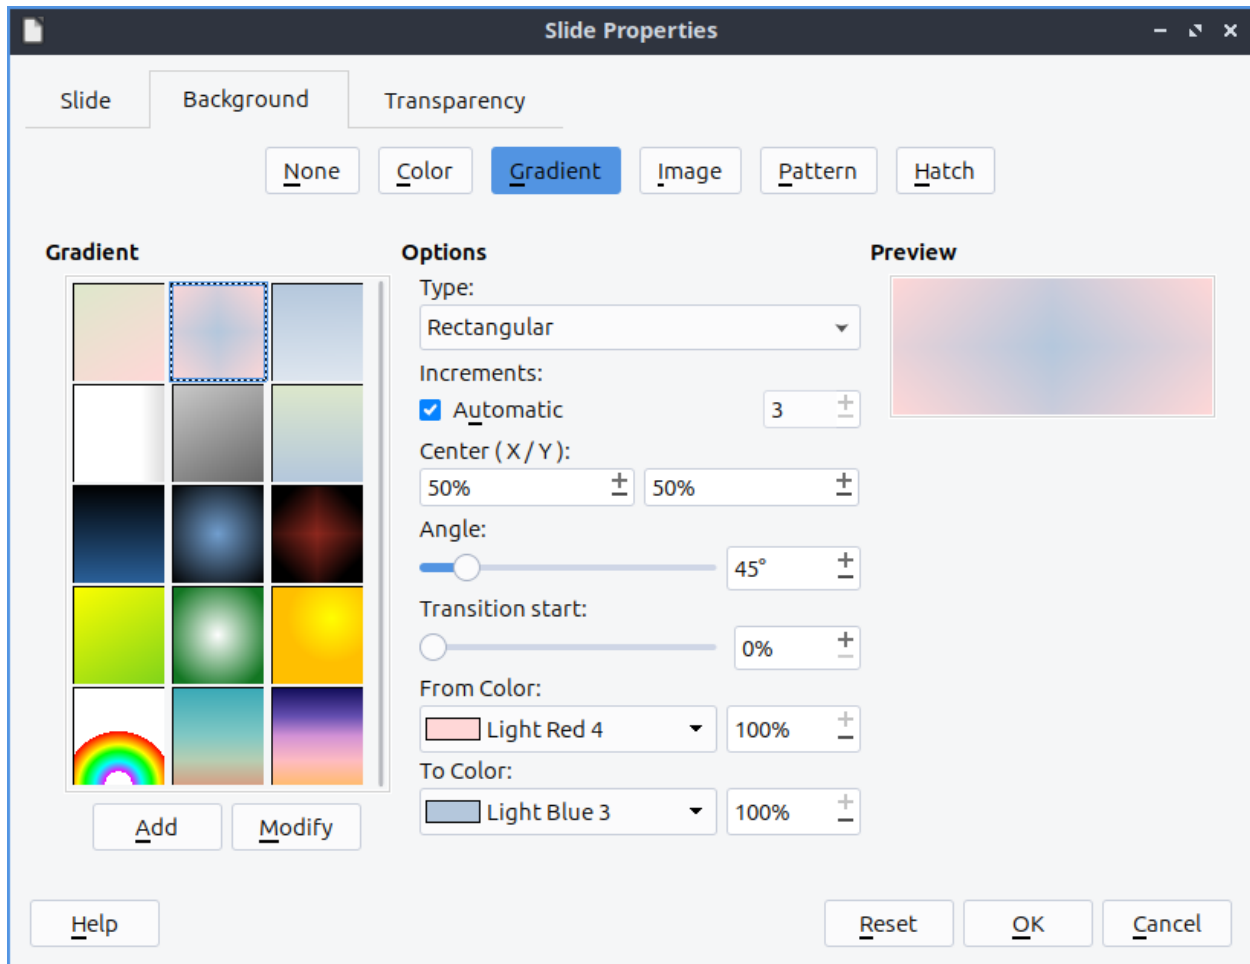 Slide Properties
Slide Background Transparency
None Color Gradient Image Pattern Hatch
Gradient
Add Modify
Options
Type:
Rectangular
Increments:
Automatic 3
Center ( X / Y ):
50% 50%
Angle:
45°
Transition start:
0%
From Color:
Light Red 4 100%
To Color:
Light Blue 3 100%
Preview
Help Reset OK Cancel